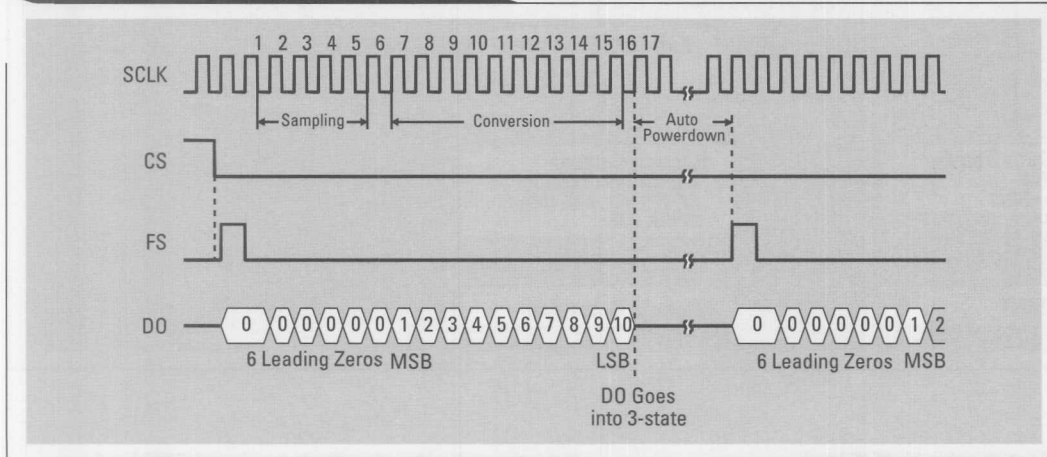 1 2 3 4 5 6 7 8 9 10 11 12 13 14 15 16 17
SCLK
Sampling
Conversion
Auto
Powerdown
CS
FS
DO
0 0 0 0 0 0 1 2 3 4 5 6 7 8 9 10
0 0 0 0 0 0 1 2
6 Leading Zeros MSB
LSB
6 Leading Zeros MSB
DO Goes
into 3-state